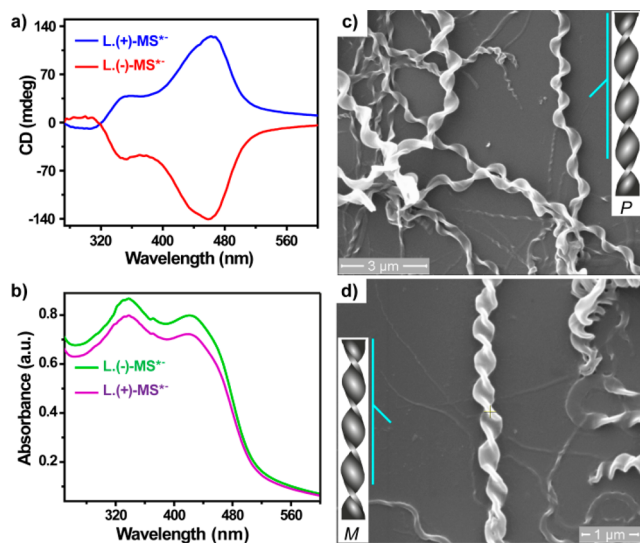 a)
140
70
0
-70
-140
CD (mdeg)
L.(+)-MS*-
L.(-)-MS*-
320 400 480 560
Wavelength (nm)
b)
0.8
0.6
0.4
0.2
Absorbance (a.u.)
L.(-)-MS*-
L.(+)-MS*-
320 400 480 560
Wavelength (nm)
c)
3 μm
P
d)
M
1 μm